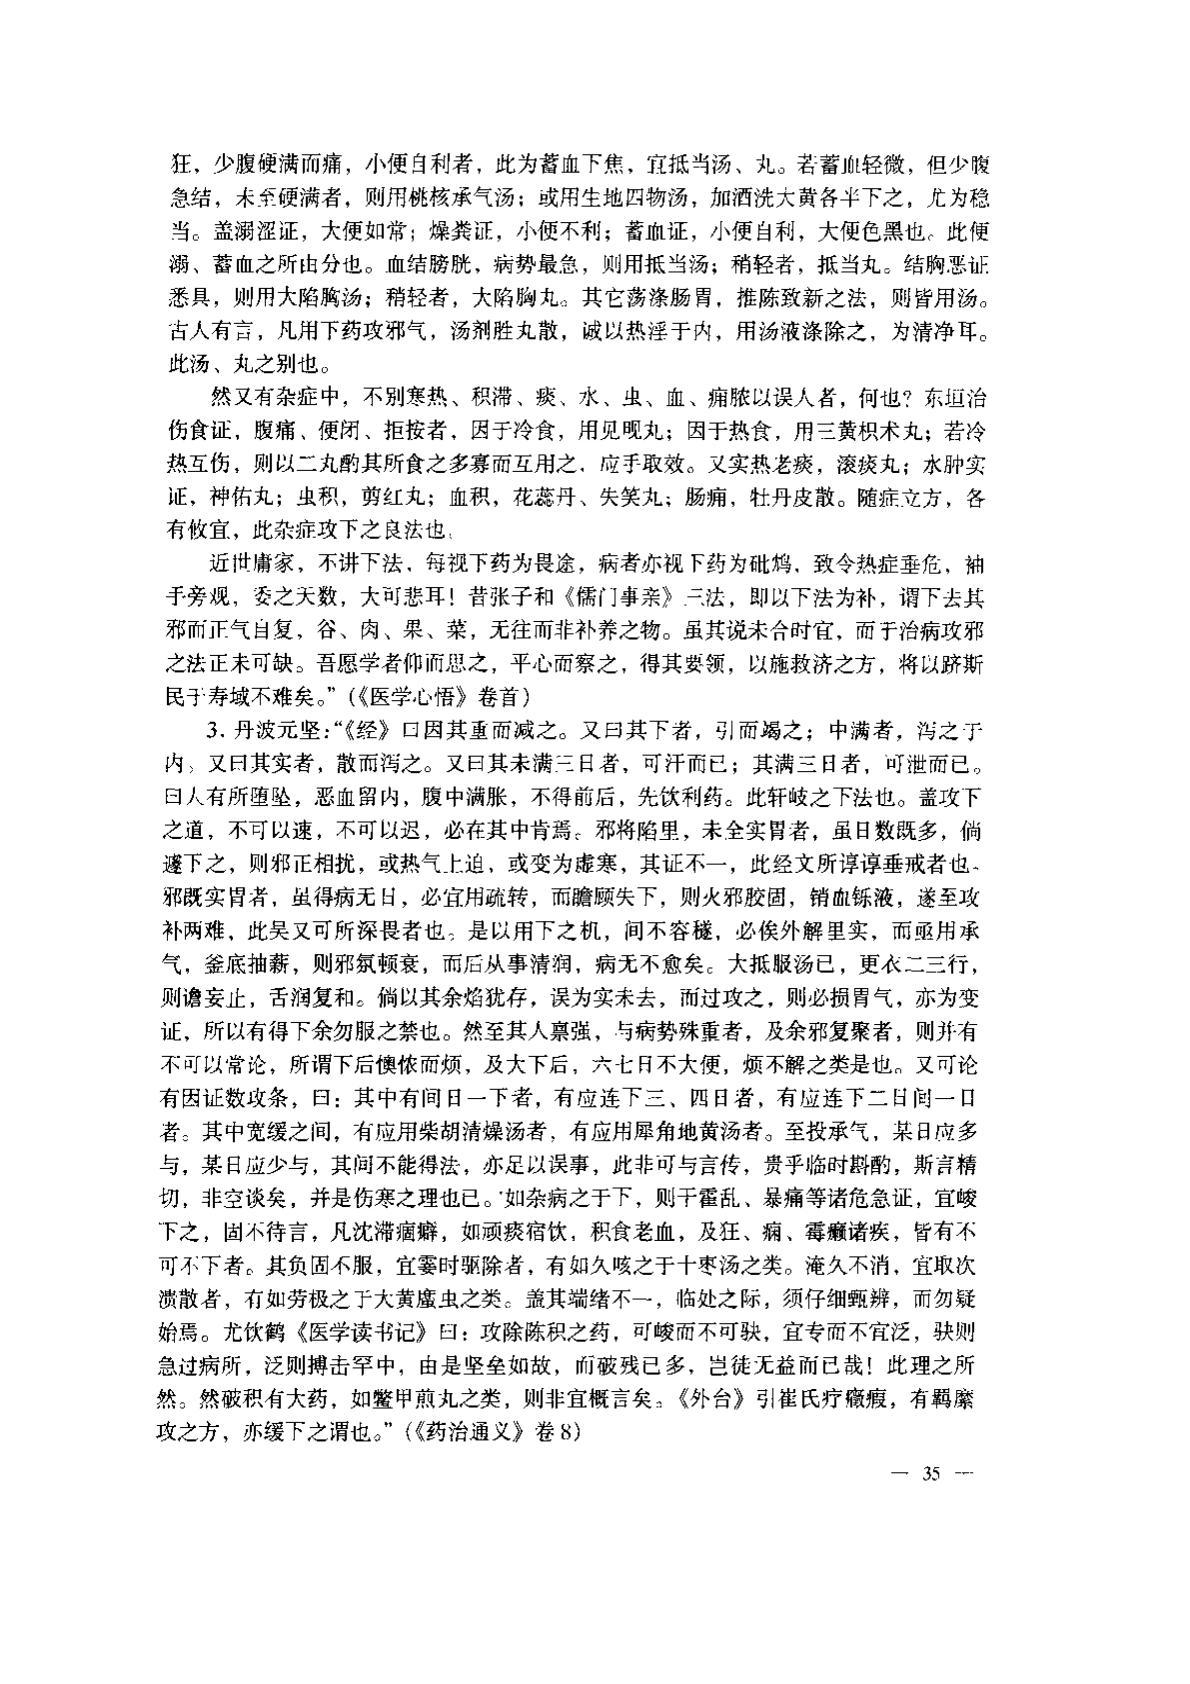 狂，少腹硬满而痛，小便自利者，此为蓄血下焦，宜抵当汤、丸。若蓄血轻微，但少腹
急结，未至硬满者，则用桃核承气汤；或用生地四物汤，加酒洗大黄各半下之，尤为稳
当。盖溺涩证，大便如常；燥粪证，小便不利；蓄血证，小便自利，大便色黑也。此便
溺、蓄血之所由分也。血结膀胱，病势最急，则用抵当汤；稍轻者，抵当丸。结胸恶证
悉具，则用大陷胸汤；稍轻者，大陷胸丸。其它荡涤肠胃，推陈致新之法，则皆用汤。
古人有言，凡用下药攻邪气，汤剂胜丸散，诚以热淫于内，用汤液涤除之，为清净耳。
此汤、丸之别也。
然又有杂症中，不别寒热、积滞、痰、水、虫、血、痈脓以误人者，何也？东垣治
伤食证，腹痛、便闭、拒按者，因于冷食，用见晛丸；因于热食，用三黄枳术丸；若冷
热互伤，则以二丸酌其所食之多寡而互用之，应手取效。又实热老痰，滚痰丸；水肿实
证，神佑丸；虫积，剪红丸；血积，花蕊丹、失笑丸；肠痈，牡丹皮散。随症立方，各
有攸宜，此杂症攻下之良法也。
近世庸家，不讲下法，每视下药为畏途，病者亦视下药为砒鸩，致令热症垂危，袖
手旁观，委之天数，大可悲耳！昔张子和《儒门事亲》三法，即以下法为补，谓下去其
邪而正气自复，谷、肉、果、菜，无往而非补养之物。虽其说未合时宜，而于治病攻邪
之法正未可缺。吾愿学者仰而思之，平心而察之，得其要领，以施救济之方，将以跻斯
民于寿域不难矣。”（《医学心悟》卷首）
3. 丹波元坚：“《经》曰因其重而减之。又曰其下者，引而竭之；中满者，泻之于
内，又曰其实者，散而泻之。又曰其未满三日者，可汗而已；其满三日者，可泄而已。
曰人有所堕坠，恶血留内，腹中满胀，不得前后，先饮利药。此轩岐之下法也。盖攻下
之道，不可以速，不可以迟，必在其中肯焉。邪将陷里，未全实胃者，虽日数既多，倘
遽下之，则邪正相扰，或热气上迫，或变为虚寒，其证不一，此经文所谆谆垂戒者也。
邪既实胃者，虽得病无日，必宜用疏转，而瞻顾失下，则火邪胶固，销血铄液，遂至攻
补两难，此吴又可所深畏者也。是以用下之机，间不容穟，必俟外解里实，而亟用承
气，釜底抽薪，则邪氛顿衰，而后从事清润，病无不愈矣。大抵服汤已，更衣二三行，
则谵妄止，舌润复和。倘以其余焰犹存，误为实未去，而过攻之，则必损胃气，亦为变
证，所以有得下余勿服之禁也。然至其人禀强，与病势殊重者，及余邪复聚者，则并有
不可以常论，所谓下后懊侬而烦，及大下后，六七日不大便，烦不解之类是也。又可论
有因证数攻条，曰：其中有间日一下者，有应连下三、四日者，有应连下二日间一日
者。其中宽缓之间，有应用柴胡清燥汤者，有应用犀角地黄汤者。至投承气，某日应多
与，某日应少与，其间不能得法，亦足以误事，此非可与言传，贵乎临时斟酌，斯言精
切，非空谈矣，并是伤寒之理也已。如杂病之于下，则干霍乱、暴痛等诸危急证，宜峻
下之，固不待言，凡沈滞痼癖，如顽痰宿饮，积食老血，及狂、痫、霉癞诸疾，皆有不
可不下者。其负固不服，宜霎时驱除者，有如久咳之于十枣汤之类。淹久不消，宜取次
溃散者，有如劳极之于大黄䗪虫之类。盖其端绪不一，临处之际，须仔细甄辨，而勿疑
始焉。尤饮鹤《医学读书记》曰：攻除陈积之药，可峻而不可驶，宜专而不宜泛，驶则
急过病所，泛则搏击罕中，由是坚垒如故，而破残已多，岂徒无益而已哉！此理之所
然。然破积有大药，如鳖甲煎丸之类，则非宜概言矣。《外台》引崔氏疗癥瘕，有羁縻
攻之方，亦缓下之谓也。”（《药治通义》卷 8）
— 35 —